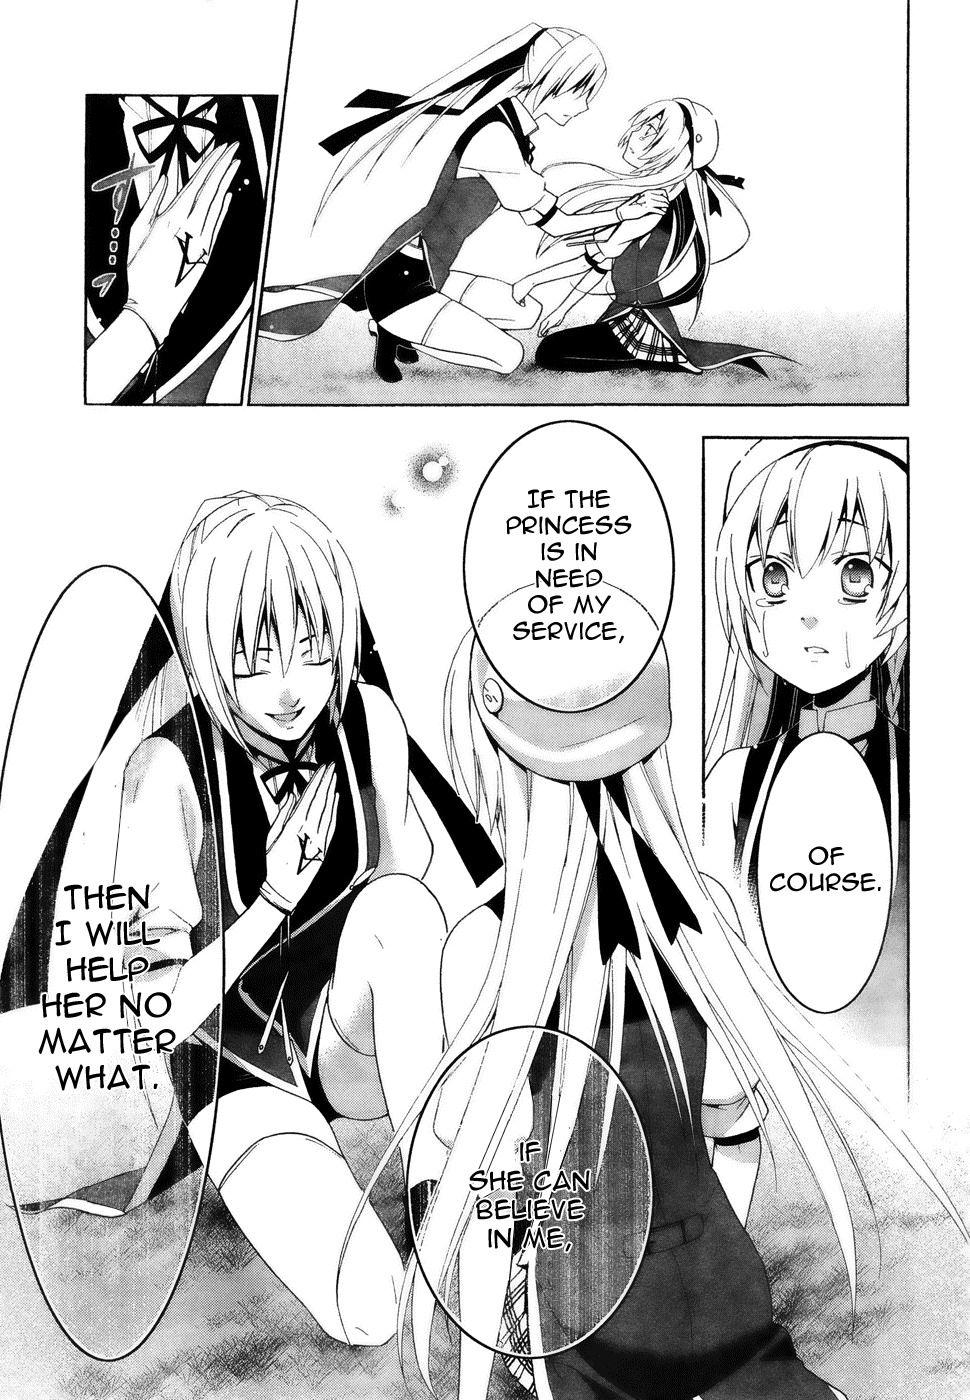 OF
COURSE.
IF THE
PRINCESS
IS IN
NEED
OF MY
SERVICE,
IF
SHE CAN
BELIEVE
IN ME,
THEN
I WILL
HELP
HER NO
MATTER
WHAT.